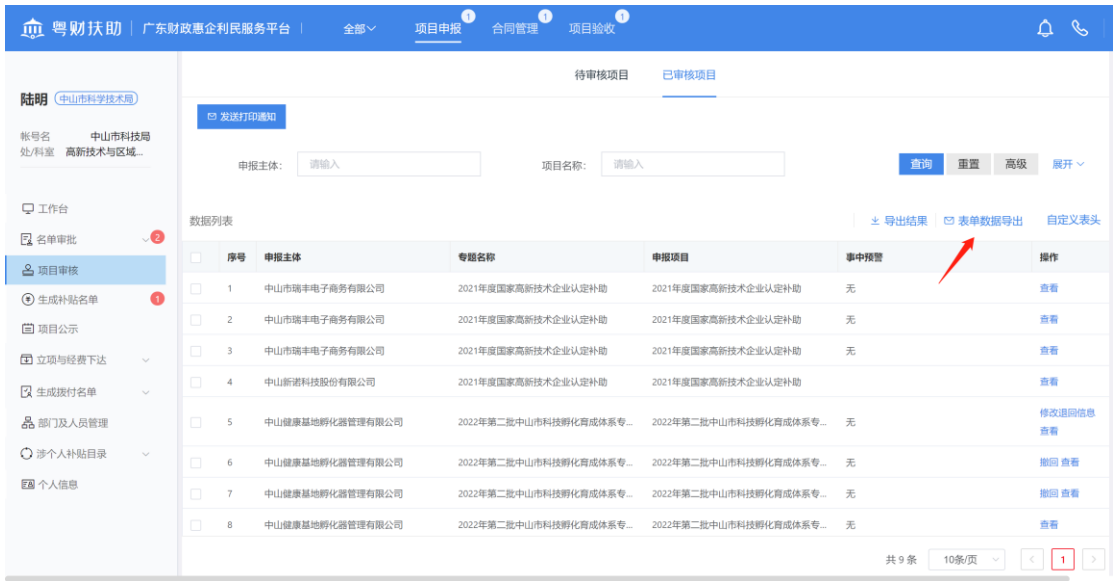 粤财扶助 | 广东财政惠企利民服务平台 | 全部 项目申报 1 合同管理 1 项目验收 1
待审核项目 已审核项目
陆明 中山市科学技术局
发送打印通知
帐号名 中山市科技局
处/科室 高新技术与区域...
申报主体: 请输入 项目名称: 请输入 查询 重置 高级 展开
工作台
名单审批 2
项目审核
生成补贴名单 1
项目公示
立项与经费下达
生成拨付名单
部门及人员管理
涉个人补贴目录
个人信息
数据列表 导出结果 表单数据导出 自定义表头
序号 申报主体 专题名称 申报项目 事中预警 操作
1 中山市瑞丰电子商务有限公司 2021年度国家高新技术企业认定补助 2021年度国家高新技术企业认定补助 无 查看
2 中山市瑞丰电子商务有限公司 2021年度国家高新技术企业认定补助 2021年度国家高新技术企业认定补助 无 查看
3 中山市瑞丰电子商务有限公司 2021年度国家高新技术企业认定补助 2021年度国家高新技术企业认定补助 无 查看
4 中山新诺科技股份有限公司 2021年度国家高新技术企业认定补助 2021年度国家高新技术企业认定补助 查看
5 中山健康基地孵化器管理有限公司 2022年第二批中山市科技孵化育成体系专... 2022年第二批中山市科技孵化育成体系专... 无 修改退回信息
查看
6 中山健康基地孵化器管理有限公司 2022年第二批中山市科技孵化育成体系专... 2022年第二批中山市科技孵化育成体系专... 无 撤回 查看
7 中山健康基地孵化器管理有限公司 2022年第二批中山市科技孵化育成体系专... 2022年第二批中山市科技孵化育成体系专... 无 撤回 查看
8 中山健康基地孵化器管理有限公司 2022年第二批中山市科技孵化育成体系专... 2022年第二批中山市科技孵化育成体系专... 无 查看
共 9 条 10条/页 < 1 >